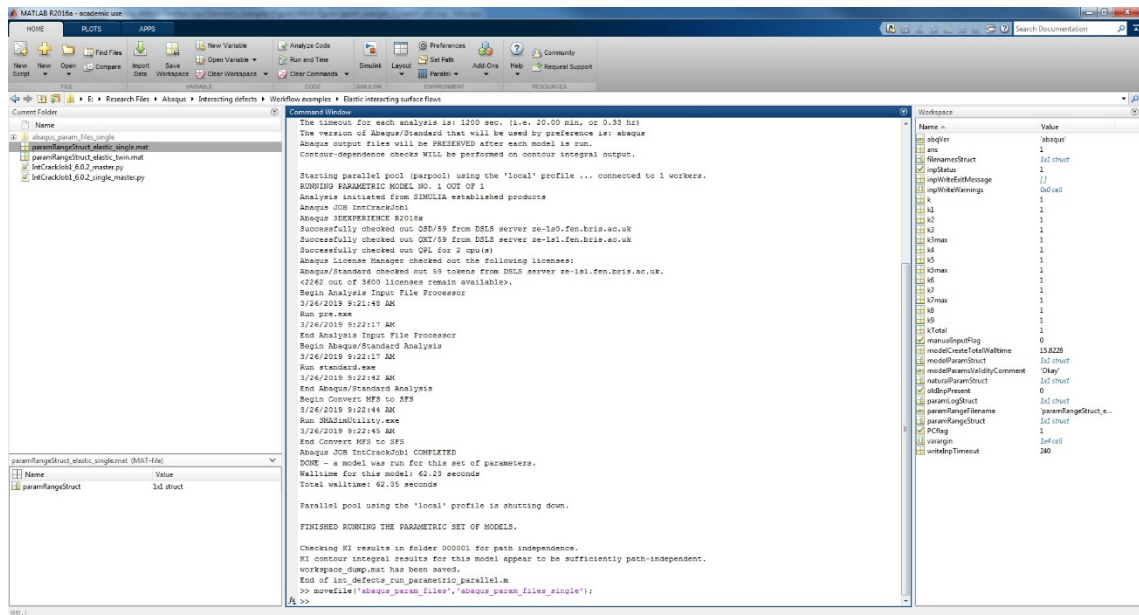 MATLAB R2016a - academic use
HOME PLOTS APPS
Search Documentation
New Script
New
Open
Find Files
Compare
Import Data
Save Workspace
New Variable
Open Variable
Clear Workspace
Analyze Code
Run and Time
Clear Commands
Simulink
Layout
Preferences
Set Path
Parallel
Add-Ons
Help
Community
Request Support
FILE VARIABLE CODE SIMULINK ENVIRONMENT RESOURCES
E: Research Files Abaqus Interacting defects Workflow examples Elastic interacting surface flaws
Current Folder
Name
abaqus_param_files_single
paramRangeStruct_elastic_single.mat
paramRangeStruct_elastic_twin.mat
IntCrackJob1_6.0.2_master.py
IntCrackJob1_6.0.2_single_master.py
paramRangeStruct_elastic_single.mat (MAT-file)
Name Value
paramRangeStruct 1x1 struct
Command Window
The timeout for each analysis is: 1200 sec. (i.e. 20.00 min, or 0.33 hr)
The version of Abaqus/Standard that will be used by preference is: abaqus
Abaqus output files will be PRESERVED after each model is run.
Contour-dependence checks WILL be performed on contour integral output.
Starting parallel pool (parpool) using the 'local' profile ... connected to 1 workers.
RUNNING PARAMETRIC MODEL NO. 1 OUT OF 1
Analysis initiated from SIMULIA established products
Abaqus JOB IntCrackJob1
Abaqus 3DEXPERIENCE R2018x
Successfully checked out QSD/59 from DSLS server ze-ls0.fen.bris.ac.uk
Successfully checked out QXT/59 from DSLS server ze-ls1.fen.bris.ac.uk
Successfully checked out QPL for 2 cpu(s)
Abaqus License Manager checked out the following licenses:
Abaqus/Standard checked out 59 tokens from DSLS server ze-ls1.fen.bris.ac.uk.
<2262 out of 3600 licenses remain available>.
Begin Analysis Input File Processor
3/26/2019 9:21:48 AM
Run pre.exe
3/26/2019 9:22:17 AM
End Analysis Input File Processor
Begin Abaqus/Standard Analysis
3/26/2019 9:22:17 AM
Run standard.exe
3/26/2019 9:22:42 AM
End Abaqus/Standard Analysis
Begin Convert MFS to SFS
3/26/2019 9:22:44 AM
Run SMASimUtility.exe
3/26/2019 9:22:45 AM
End Convert MFS to SFS
Abaqus JOB IntCrackJob1 COMPLETED
DONE - a model was run for this set of parameters.
Walltime for this model: 62.23 seconds
Total walltime: 62.35 seconds
Parallel pool using the 'local' profile is shutting down.
FINISHED RUNNING THE PARAMETRIC SET OF MODELS.
Checking KI results in folder 000001 for path independence.
KI contour integral results for this model appear to be sufficiently path-independent.
workspace_dump.mat has been saved.
End of int_defects_run_parametric_parallel.m
>> movefile('abaqus_param_files','abaqus_param_files_single');
fx >>
Workspace
Name Value
abqVer 'abaqus'
ans 1
filenamesStruct 1x1 struct
inpStatus 1
inpWriteExitMessage []
inpWriteWarnings 0x0 cell
k 1
k1 1
k2 1
k3 1
k3max 1
k4 1
k5 1
k5max 1
k6 1
k7 1
k7max 1
k8 1
k9 1
kTotal 1
manualInputFlag 0
modelCreateTotalWalltime 15.8228
modelParamStruct 1x1 struct
modelParamsValidityComment 'Okay'
naturalParamStruct 1x1 struct
oldInpPresent 0
paramLogStruct 1x1 struct
paramRangeFilename 'paramRangeStruct_e...
paramRangeStruct 1x1 struct
PCflag 1
varargin 1x4 cell
writeInpTimeout 240